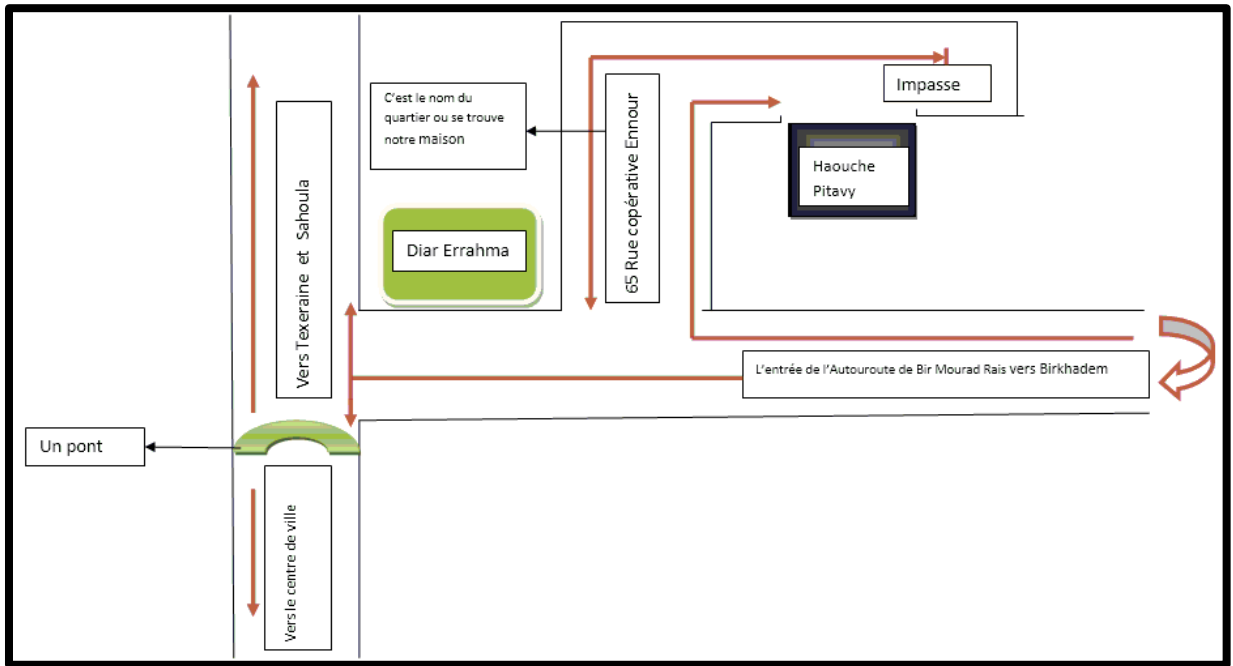 C'est le nom du
quartier ou se trouve
notre maison
Impasse
Haouche
Pitavy
65 Rue copérative Ennour
Diar Errahma
Vers Texeraine et Sahoula
L'entrée de l'Autouroute de Bir Mourad Rais vers Birkhadem
Un pont
Vers le centre de ville